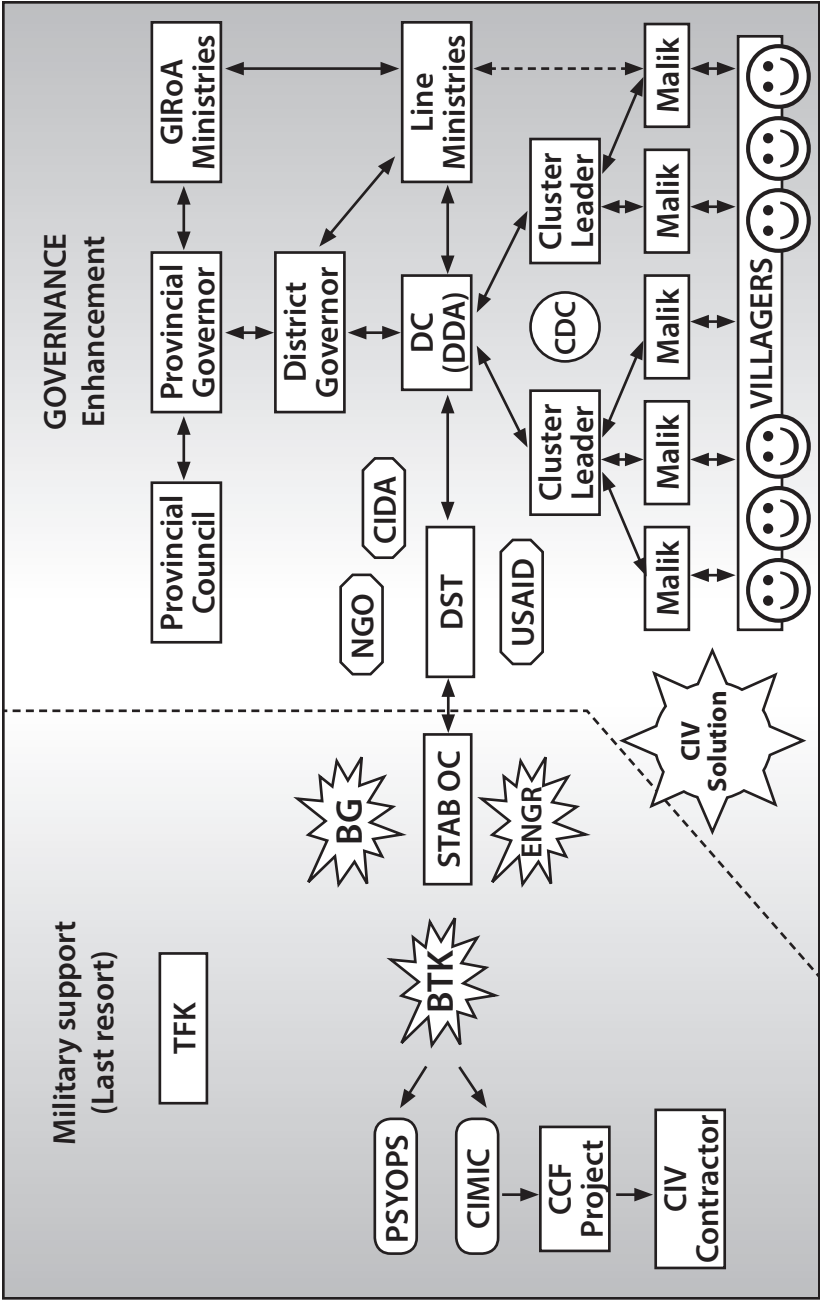 Military support
(Last resort)
TFK
PSYOPS
CIMIC
CCF
Project
CIV
Contractor
BTK
BG
STAB OC
ENGR
CIV
Solution
GOVERNANCE
Enhancement
Provincial
Council
Provincial
Governor
GIRoA
Ministries
District
Governor
NGO
CIDA
DST
USAID
DC
(DDA)
Line
Ministries
Cluster
Leader
CDC
Cluster
Leader
Malik
Malik
Malik
Malik
Malik
VILLAGERS